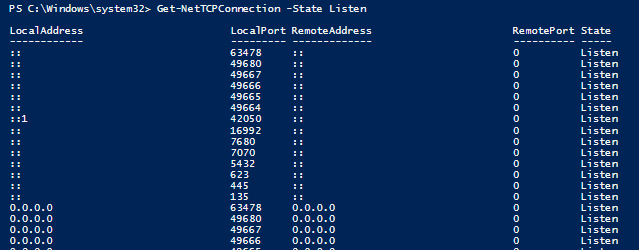 PS C:\Windows\system32> Get-NetTCPConnection -State Listen
LocalAddress LocalPort RemoteAddress RemotePort State
------------ --------- ------------- ---------- -----
:: 63478 :: 0 Listen
:: 49680 :: 0 Listen
:: 49667 :: 0 Listen
:: 49666 :: 0 Listen
:: 49665 :: 0 Listen
:: 49664 :: 0 Listen
::1 42050 :: 0 Listen
:: 16992 :: 0 Listen
:: 7680 :: 0 Listen
:: 7070 :: 0 Listen
:: 5432 :: 0 Listen
:: 623 :: 0 Listen
:: 445 :: 0 Listen
:: 135 :: 0 Listen
0.0.0.0 63478 0.0.0.0 0 Listen
0.0.0.0 49680 0.0.0.0 0 Listen
0.0.0.0 49667 0.0.0.0 0 Listen
0.0.0.0 49666 0.0.0.0 0 Listen